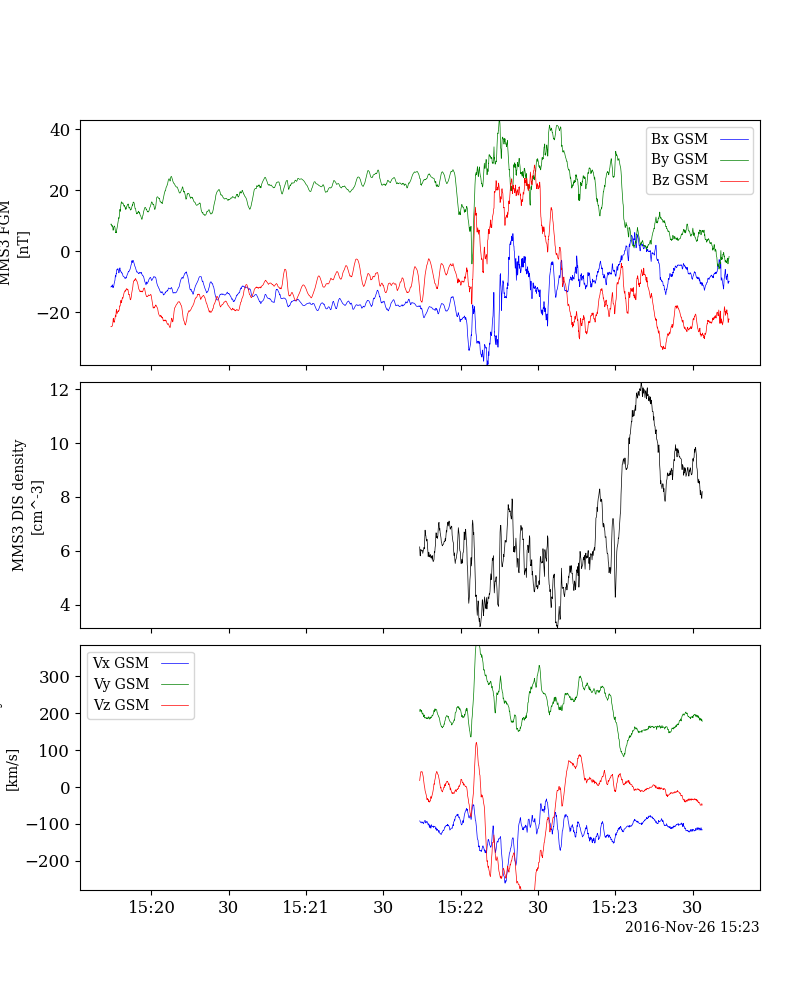 40
20
0
−20
MMS3 FGM
[nT]
Bx GSM
By GSM
Bz GSM
12
10
8
6
4
MMS3 DIS density
[cm^-3]
300
200
100
0
−100
−200
[km/s]
Vx GSM
Vy GSM
Vz GSM
15:20 30 15:21 30 15:22 30 15:23 30
2016-Nov-26 15:23